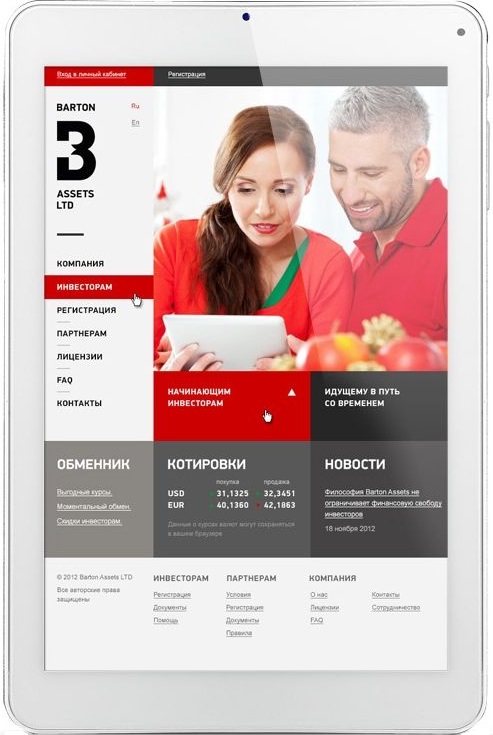 Вход в личный кабинет
Регистрация
BARTON
Ru
En
B
ASSETS
LTD
КОМПАНИЯ
ИНВЕСТОРАМ
РЕГИСТРАЦИЯ
ПАРТНЕРАМ
ЛИЦЕНЗИИ
FAQ
КОНТАКТЫ
НАЧИНАЮЩИМ
ИНВЕСТОРАМ
ИДУЩЕМУ В ПУТЬ
СО ВРЕМЕНЕМ
ОБМЕННИК
Выгодные курсы.
Моментальный обмен.
Скидки инвесторам.
КОТИРОВКИ
покупка продажа
USD 31,1325 32,3451
EUR 40,1360 42,1863
Данные о курсах валют могут сохраняться
в вашем браузере
НОВОСТИ
Философия Barton Assets не
ограничивает финансовую свободу
инвесторов
18 ноября 2012
© 2012 Barton Assets LTD
Все авторские права
защищены
ИНВЕСТОРАМ
Регистрация
Документы
Помощь
ПАРТНЕРАМ
Условия
Регистрация
Документы
Правила
КОМПАНИЯ
О нас
Лицензии
FAQ
Контакты
Сотрудничество